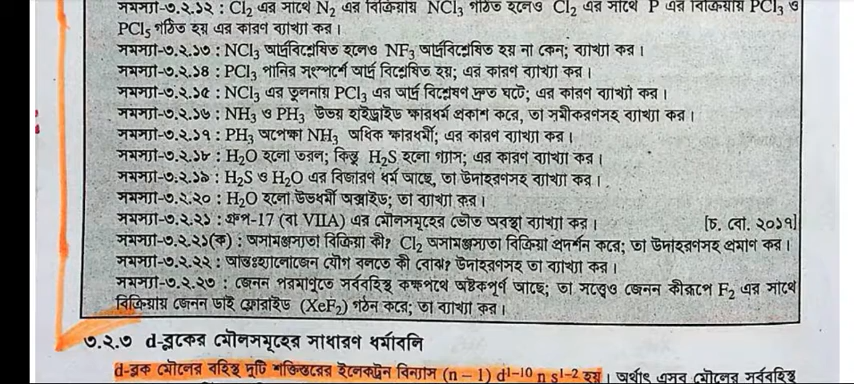 সমস্যা-৩.২.১২ : Cl₂ এর সাথে N₂ এর বিক্রিয়ায় NCl₃ গঠিত হলেও Cl₂ এর সাথে P এর বিক্রিয়ায় PCl₃ ও
PCl₅ গঠিত হয় এর কারণ ব্যাখ্যা কর।
সমস্যা-৩.২.১৩ : NCl₃ আর্দ্রবিশ্লেষিত হলেও NF₃ আর্দ্রবিশ্লেষিত হয় না কেন; ব্যাখ্যা কর।
সমস্যা-৩.২.১৪ : PCl₃ পানির সংস্পর্শে আর্দ্র বিশ্লেষিত হয়; এর কারণ ব্যাখ্যা কর।
সমস্যা-৩.২.১৫ : NCl₃ এর তুলনায় PCl₃ এর আর্দ্র বিশ্লেষণ দ্রুত ঘটে; এর কারণ ব্যাখ্যা কর।
সমস্যা-৩.২.১৬ : NH₃ ও PH₃ উভয় হাইড্রাইড ক্ষারধর্ম প্রকাশ করে, তা সমীকরণসহ ব্যাখ্যা কর।
সমস্যা-৩.২.১৭ : PH₃ অপেক্ষা NH₃ অধিক ক্ষারধর্মী; এর কারণ ব্যাখ্যা কর।
সমস্যা-৩.২.১৮ : H₂O হলো তরল; কিন্তু H₂S হলো গ্যাস; এর কারণ ব্যাখ্যা কর।
সমস্যা-৩.২.১৯ : H₂S ও H₂O এর বিজারণ ধর্ম আছে, তা উদাহরণসহ ব্যাখ্যা কর।
সমস্যা-৩.২.২০ : H₂O হলো উভধর্মী অক্সাইড; তা ব্যাখ্যা কর।
সমস্যা-৩.২.২১ : গ্রুপ-17 (বা VIIA) এর মৌলসমূহের ভৌত অবস্থা ব্যাখ্যা কর। [চ. বো. ২০১৭]
সমস্যা-৩.২.২১(ক) : অসামঞ্জস্যতা বিক্রিয়া কী? Cl₂ অসামঞ্জস্যতা বিক্রিয়া প্রদর্শন করে; তা উদাহরণসহ প্রমাণ কর।
সমস্যা-৩.২.২২ : আন্তঃহ্যালোজেন যৌগ বলতে কী বোঝ? উদাহরণসহ তা ব্যাখ্যা কর।
সমস্যা-৩.২.২৩ : জেনন পরমাণুতে সর্ববহিঃস্থ কক্ষপথে অষ্টকপূর্ণ আছে; তা সত্ত্বেও জেনন কীরূপে F₂ এর সাথে
বিক্রিয়ায় জেনন ডাই ফ্লোরাইড (XeF₂) গঠন করে; তা ব্যাখ্যা কর।
৩.২.৩ d-ব্লকের মৌলসমূহের সাধারণ ধর্মাবলি
d-ব্লক মৌলের বহিঃস্থ দুটি শক্তিস্তরের ইলেকট্রন বিন্যাস (n − 1) d¹⁻¹⁰ n s¹⁻² হয়। অর্থাৎ এসব মৌলের সর্ববহিঃস্থ